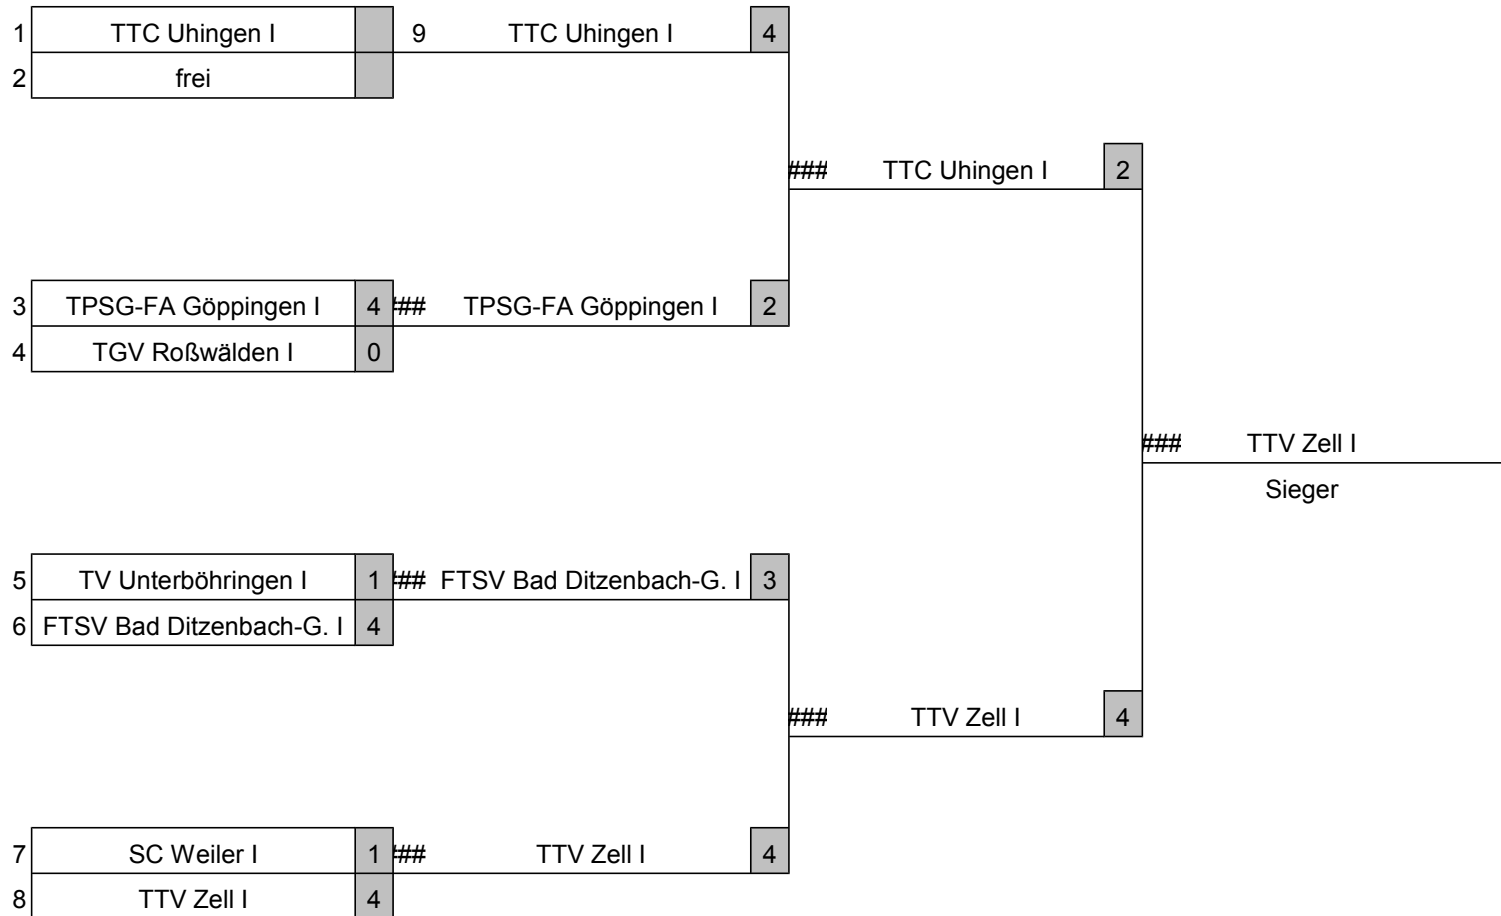 1 TTC Uhingen I 9 TTC Uhingen I 4
2 frei
### TTC Uhingen I 2
3 TPSG-FA Göppingen I 4 ### TPSG-FA Göppingen I 2
4 TGV Roßwälden I 0
### TTV Zell I
Sieger
5 TV Unterböhringen I 1 ### FTSV Bad Ditzenbach-G. I 3
6 FTSV Bad Ditzenbach-G. I 4
### TTV Zell I 4
7 SC Weiler I 1 ### TTV Zell I 4
8 TTV Zell I 4